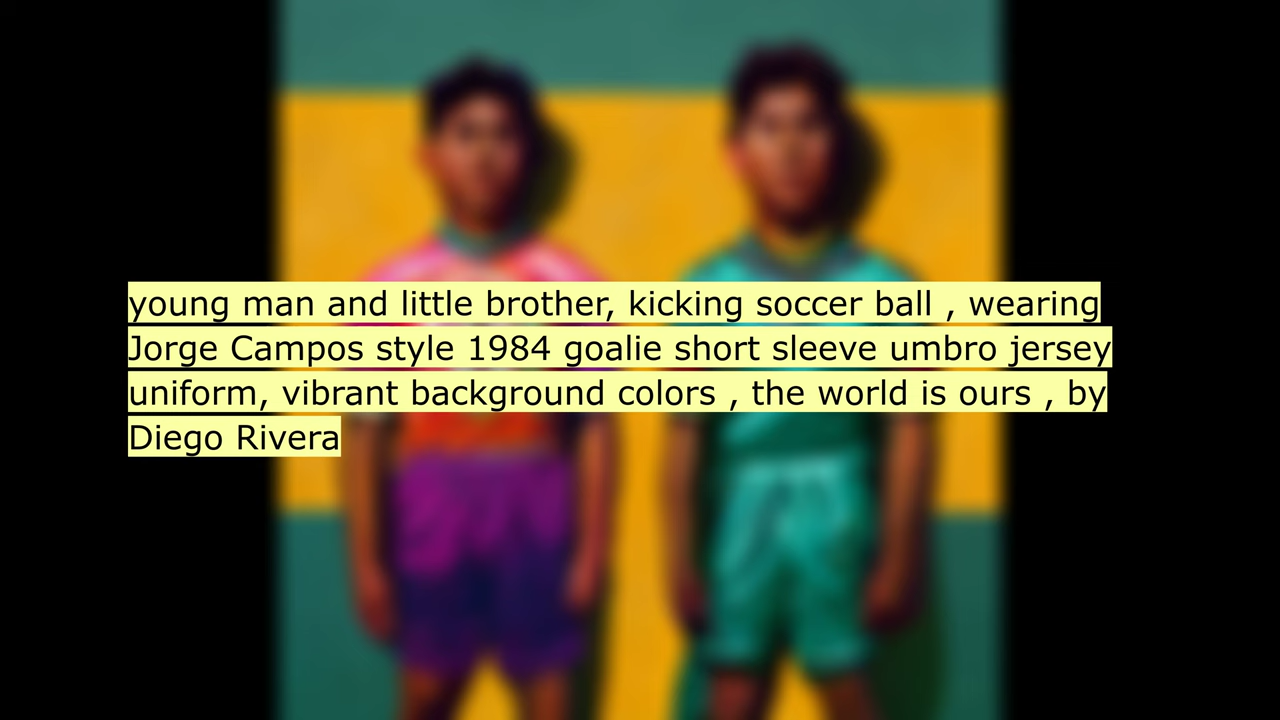 young man and little brother, kicking soccer ball , wearing
Jorge Campos style 1984 goalie short sleeve umbro jersey
uniform, vibrant background colors , the world is ours , by
Diego Rivera